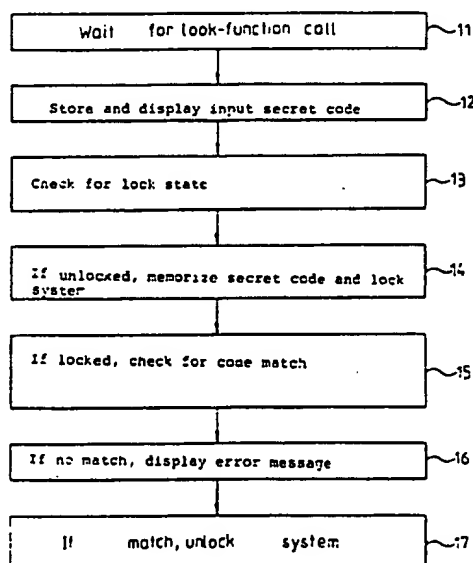 Wait for look-function call
11
Store and display input secret code
12
Check for lock state
13
If unlocked, memorize secret code and lock
system
14
If locked, check for code match
15
If no match, display error message
16
If match, unlock system
17